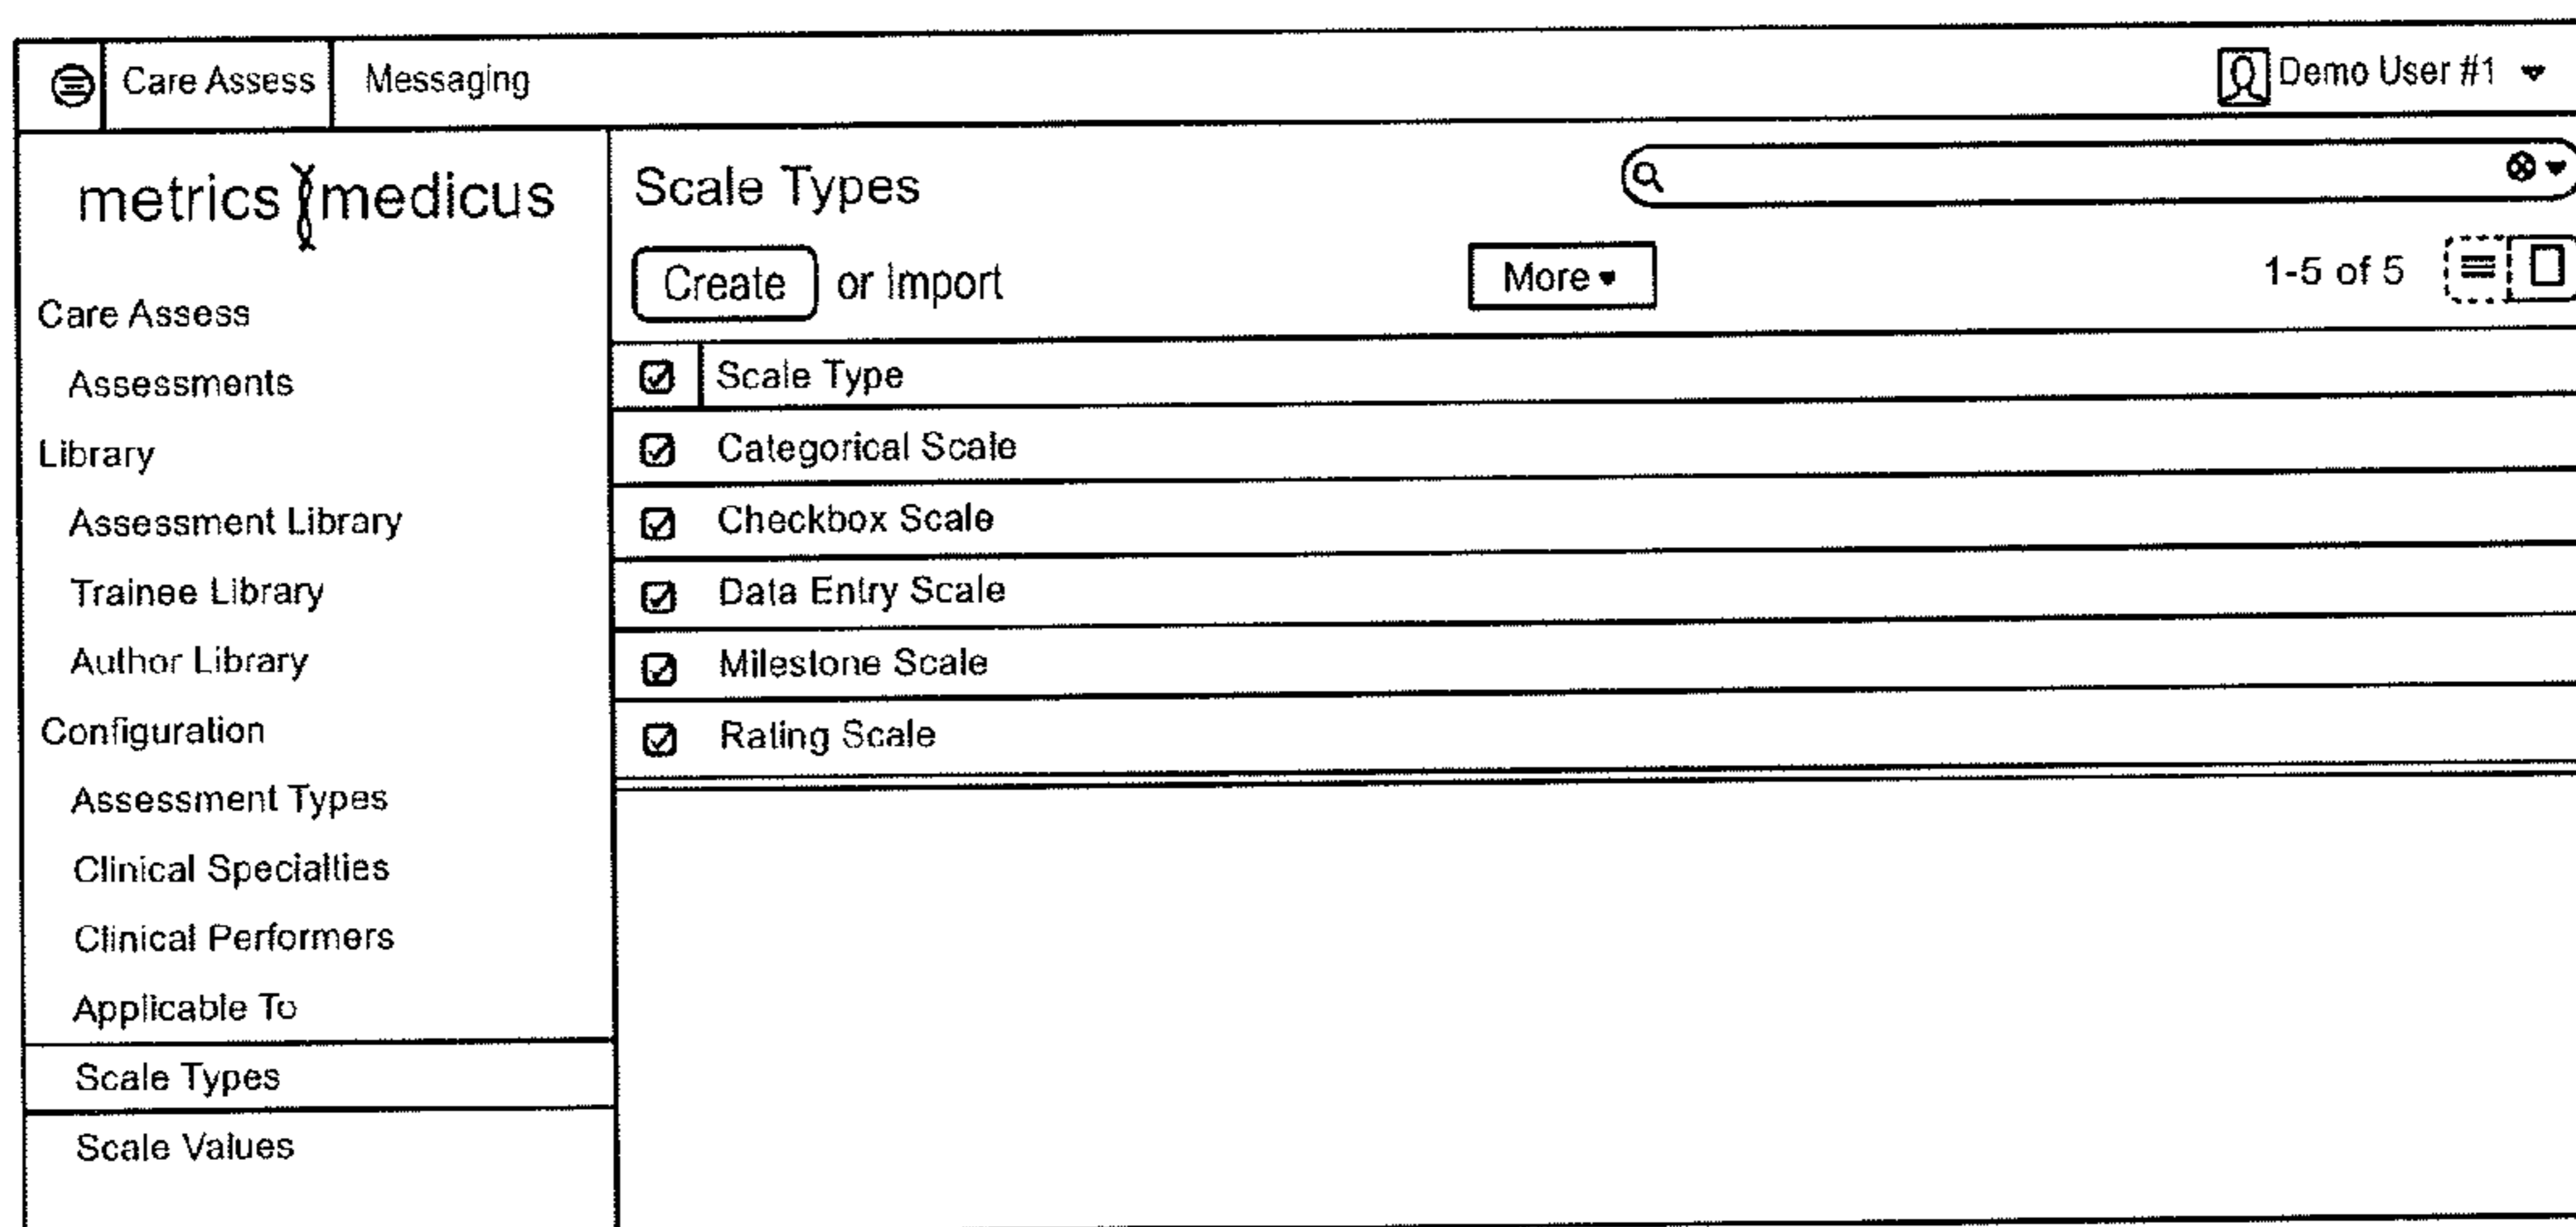 Care Assess Messaging Demo User #1
metrics medicus
Care Assess
Assessments
Library
Assessment Library
Trainee Library
Author Library
Configuration
Assessment Types
Clinical Specialties
Clinical Performers
Applicable To
Scale Types
Scale Values
Scale Types
Create or Import More 1-5 of 5
Scale Type
Categorical Scale
Checkbox Scale
Data Entry Scale
Milestone Scale
Rating Scale